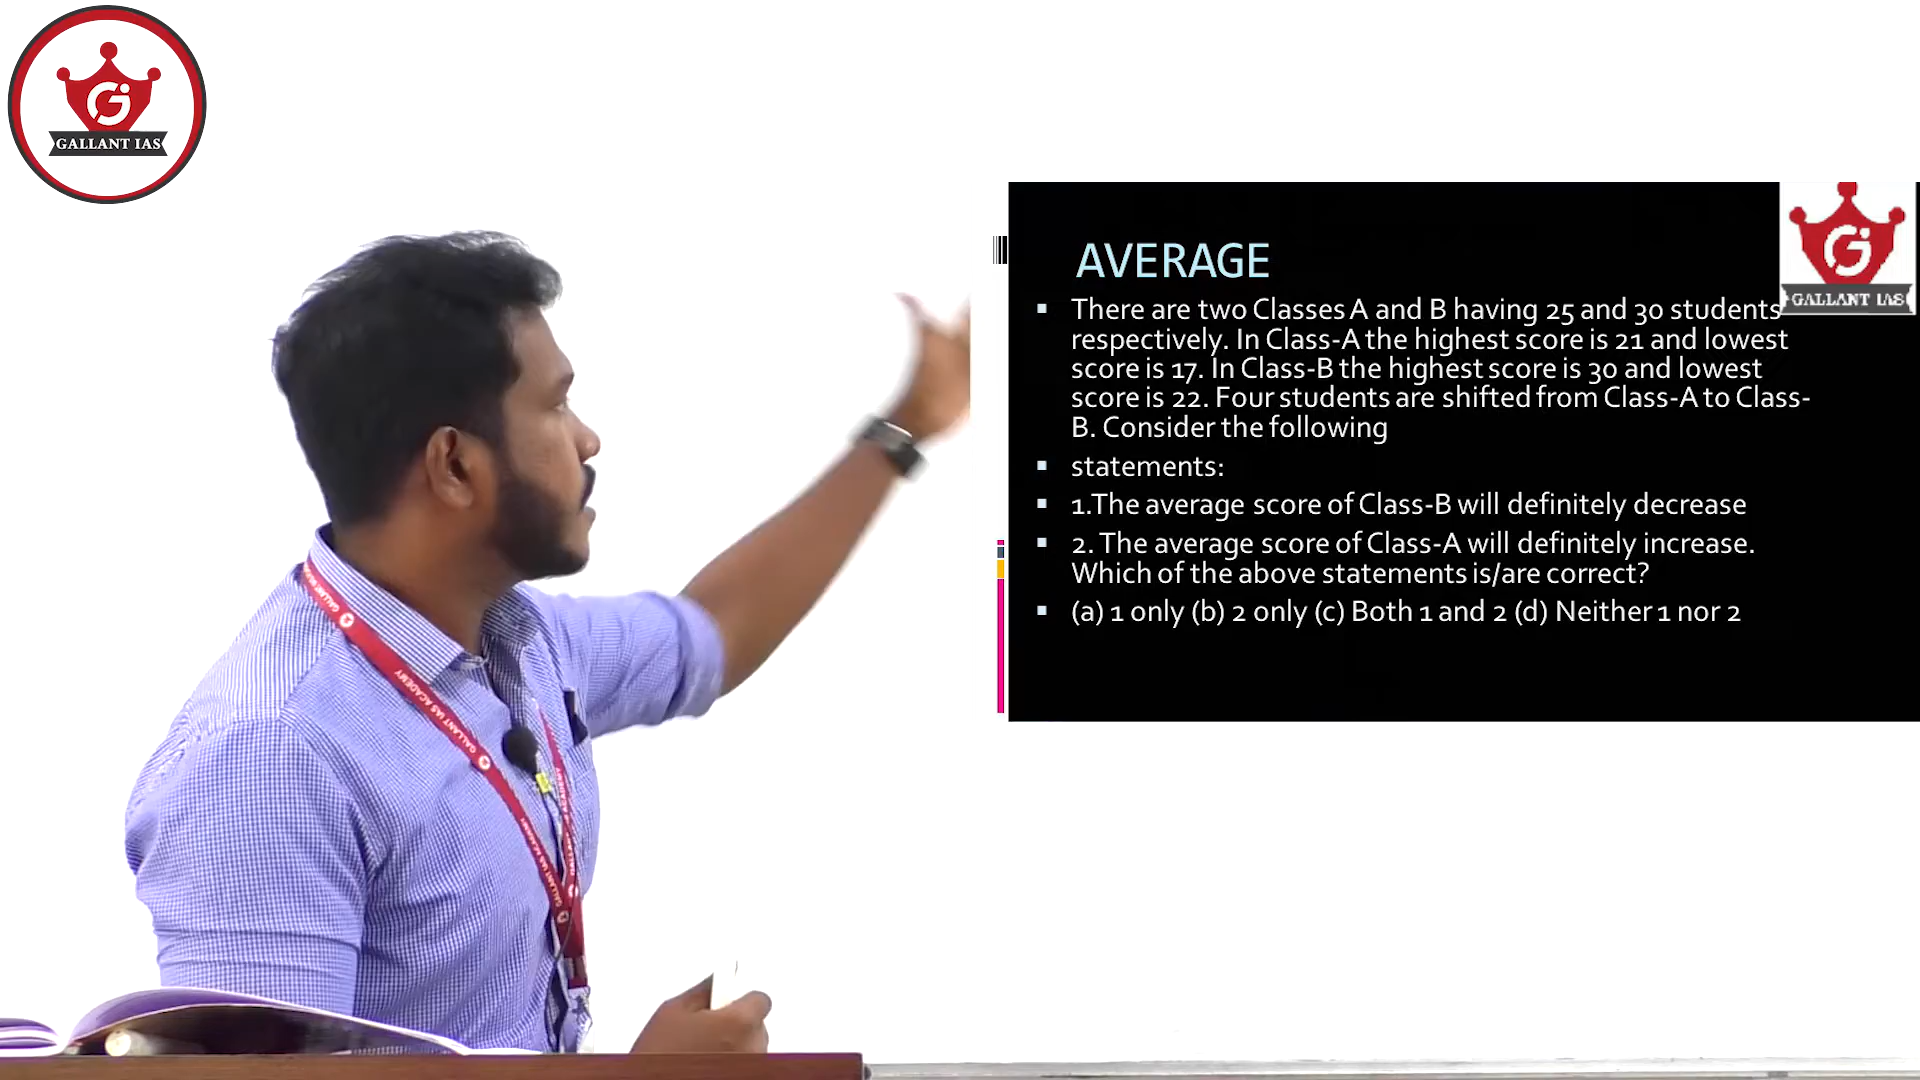 GALLANT IAS
GALLANT IAS
AVERAGE
There are two Classes A and B having 25 and 30 students
respectively. In Class-A the highest score is 21 and lowest
score is 17. In Class-B the highest score is 30 and lowest
score is 22. Four students are shifted from Class-A to Class-
B. Consider the following
statements:
1.The average score of Class-B will definitely decrease
2. The average score of Class-A will definitely increase.
Which of the above statements is/are correct?
(a) 1 only (b) 2 only (c) Both 1 and 2 (d) Neither 1 nor 2
GALLANT IAS ACADEMY